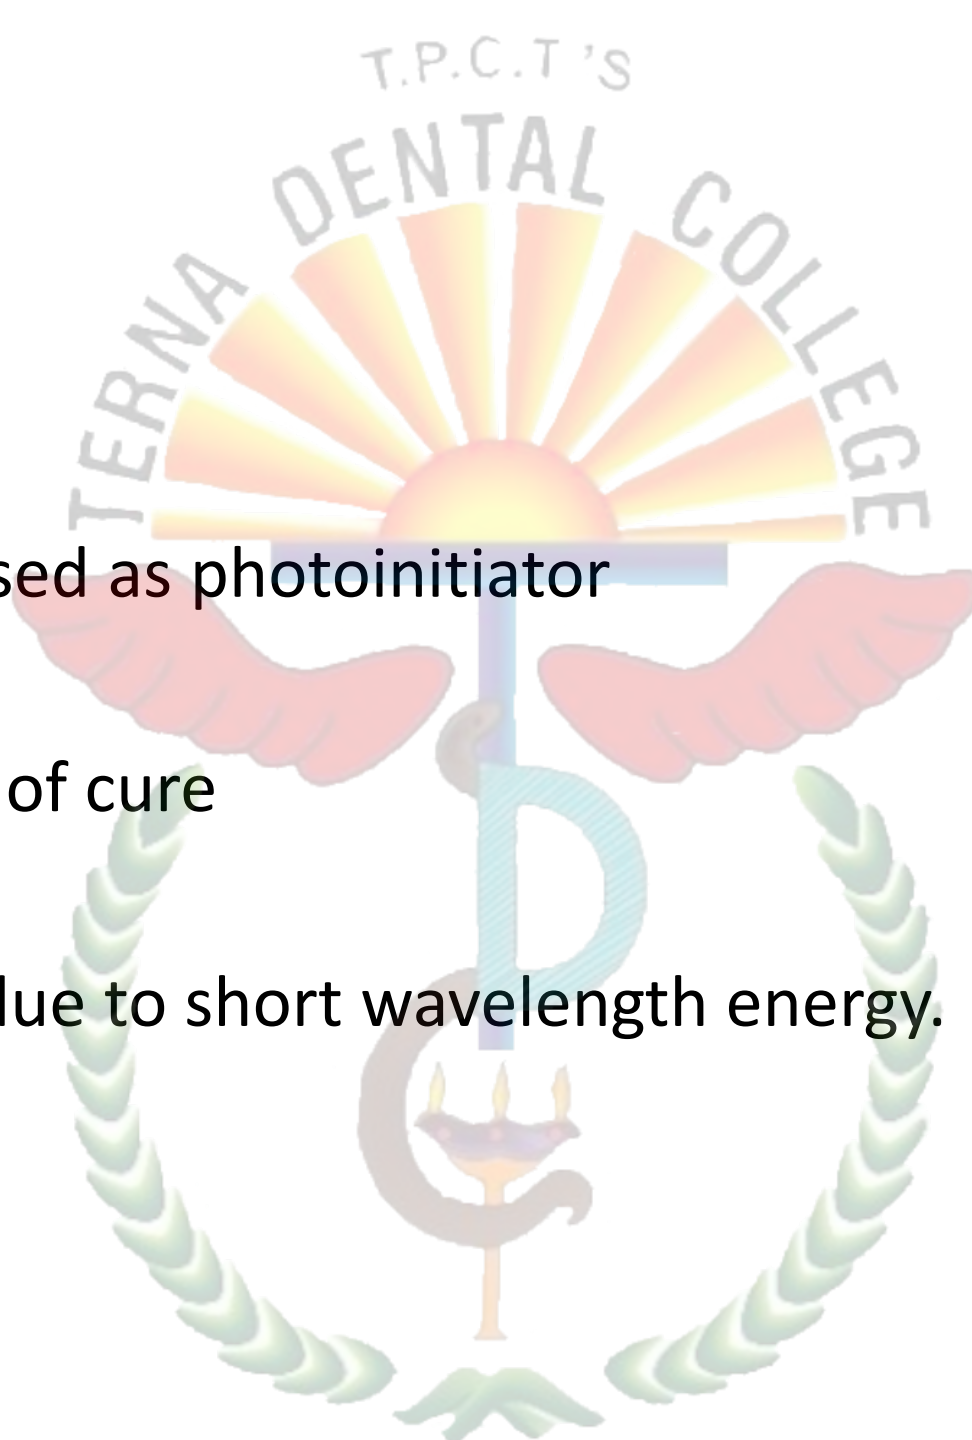 T.P.C.T'S
TERNA DENTAL COLLEGE
sed as photoinitiator
of cure
due to short wavelength energy.